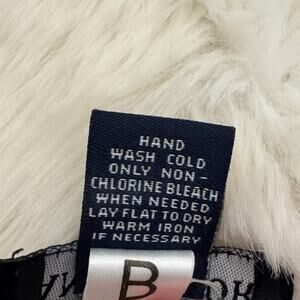 HAND
WASH COLD
ONLY NON-
CHLORINE BLEACH
WHEN NEEDED
LAY FLAT TO DRY
WARM IRON
IF NECESSARY
B